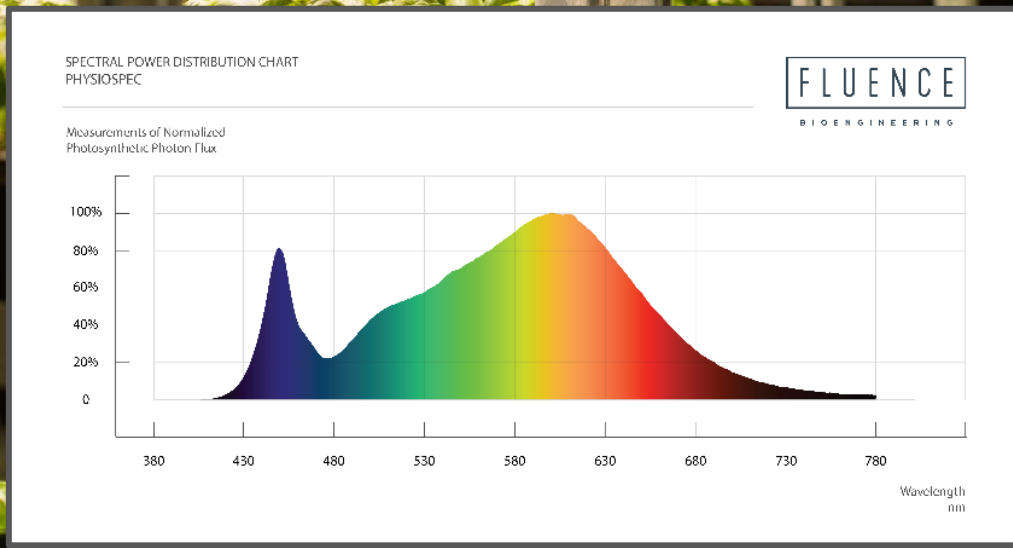 SPECTRAL POWER DISTRIBUTION CHART
PHYSIOSPEC
FLUENCE
BIOENGINEERING
Measurements of Normalized
Photosynthetic Photon Flux
100%
80%
60%
40%
20%
0
380 430 480 530 580 630 680 730 780
Wavelength
nm